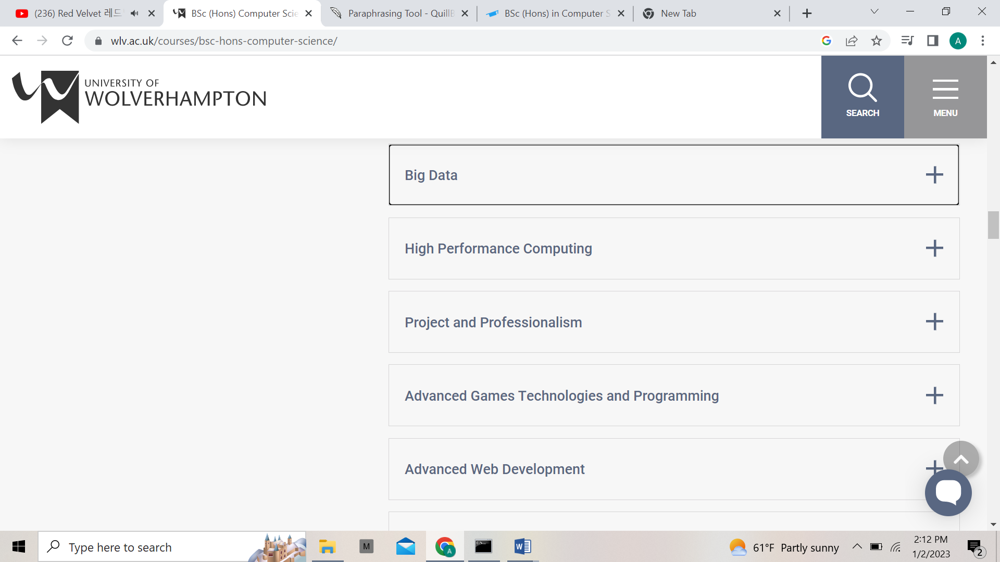 (236) Red Velvet 레드
BSc (Hons) Computer Scie
Paraphrasing Tool - QuillB
BSc (Hons) in Computer S
New Tab
wlv.ac.uk/courses/bsc-hons-computer-science/
A
UNIVERSITY OF
WOLVERHAMPTON
SEARCH
MENU
Big Data
High Performance Computing
Project and Professionalism
Advanced Games Technologies and Programming
Advanced Web Development
Type here to search
M
A
W
61°F Partly sunny
2:12 PM
1/2/2023
2